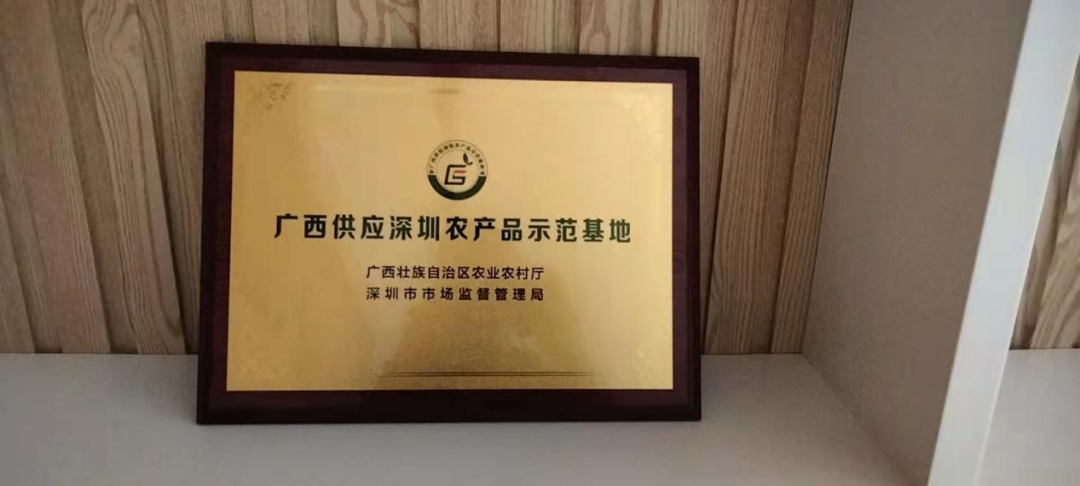 广西供应深圳农产品示范基地
广西壮族自治区农业农村厅
深圳市市场监督管理局